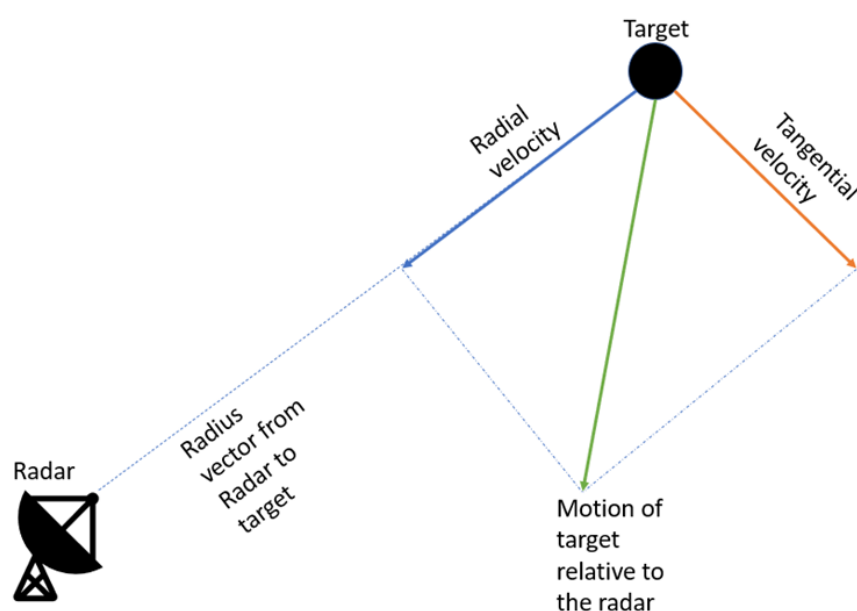 Target
Radial
velocity
Tangential
velocity
Radius
vector from
Radar to
target
Radar
Motion of
target
relative to
the radar